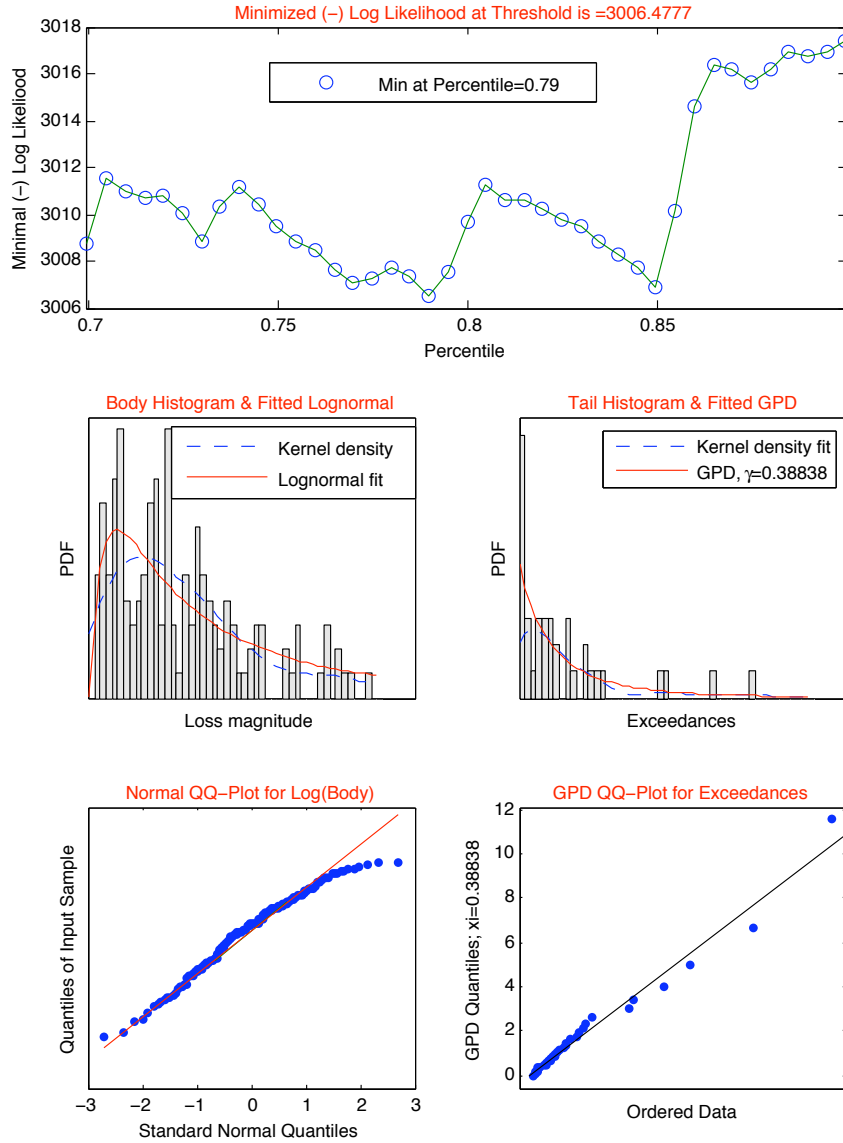 Minimized (−) Log Likelihood at Threshold is =3006.4777
3018
3016
3012
3010
3008
3006
Minimal (−) Log Likeliood
Min at Percentile=0.79
0.7
0.75
0.8
0.85
Percentile
Body Histogram & Fitted Lognormal
Kernel density
Lognormal fit
PDF
Loss magnitude
Tail Histogram & Fitted GPD
Kernel density fit
GPD, γ=0.38838
PDF
Exceedances
Normal QQ−Plot for Log(Body)
Quantiles of Input Sample
−3
−2
−1
0
1
2
3
Standard Normal Quantiles
GPD QQ−Plot for Exceedances
12
10
8
6
4
2
0
GPD Quantiles; xi=0.38838
Ordered Data